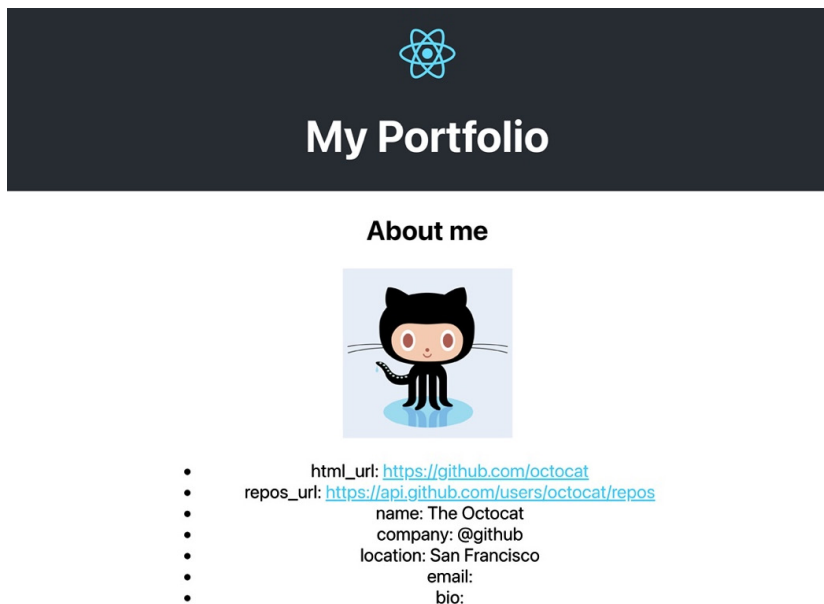 My Portfolio
About me
html_url: https://github.com/octocat
repos_url: https://api.github.com/users/octocat/repos
name: The Octocat
company: @github
location: San Francisco
email:
bio: